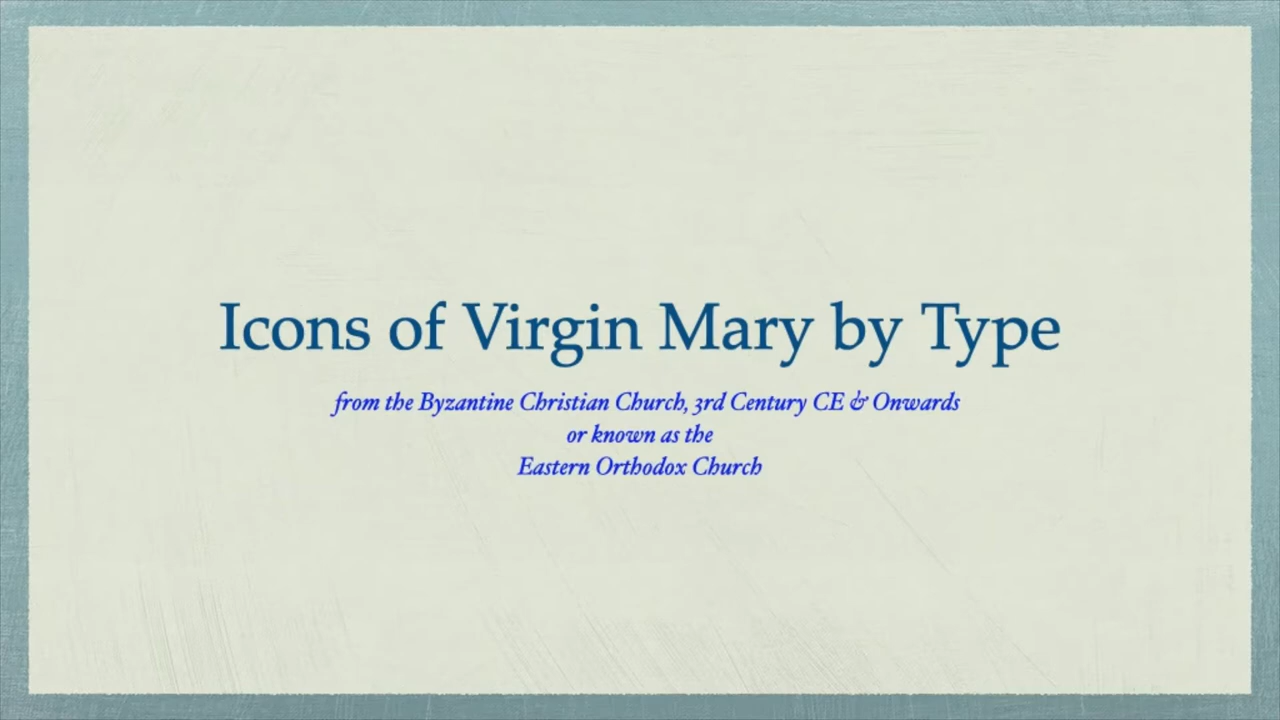 Icons of Virgin Mary by Type
from the Byzantine Christian Church, 3rd Century CE & Onwards
or known as the
Eastern Orthodox Church